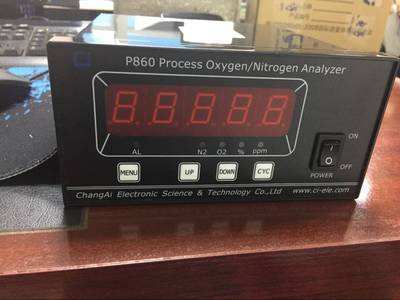 P860 Process Oxygen/Nitrogen Analyzer
88888
AL N2 O2 % ppm
ON
MENU UP DOWN CYC
OFF
POWER
ChangAi Electronic Science & Technology Co.,Ltd www.ci-ele.com